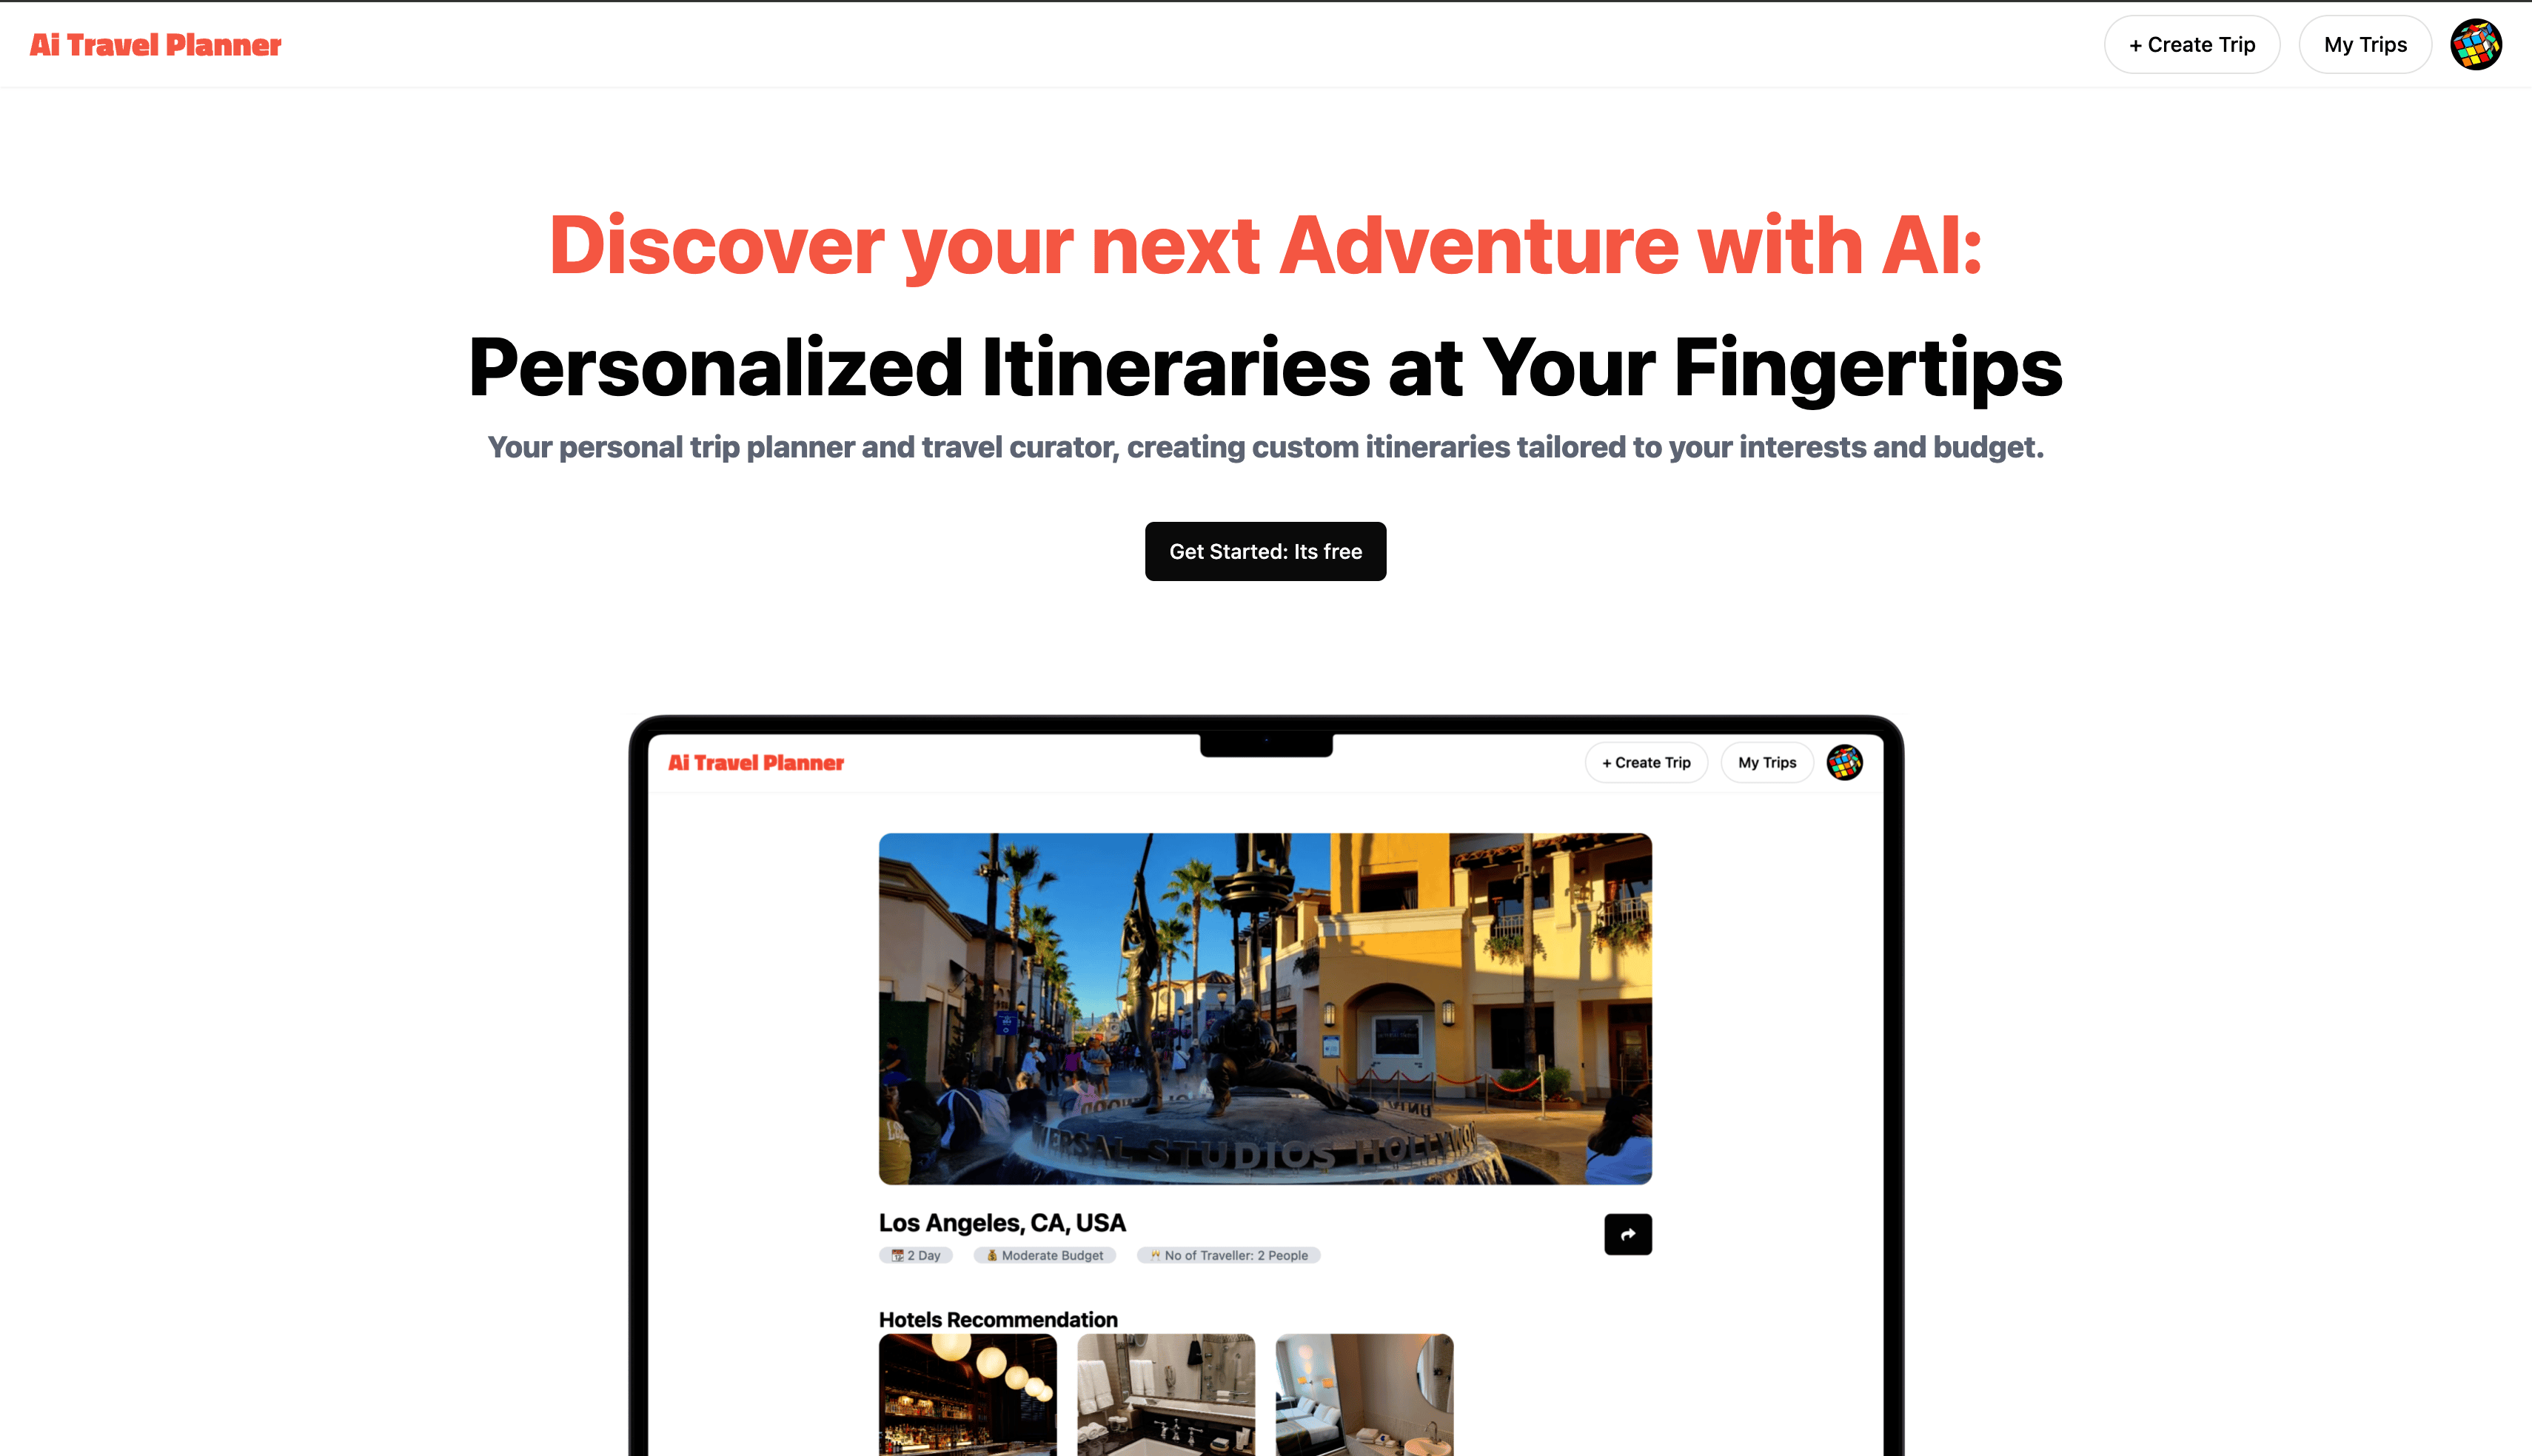 Ai Travel Planner
+ Create Trip
My Trips
Discover your next Adventure with AI:
Personalized Itineraries at Your Fingertips
Your personal trip planner and travel curator, creating custom itineraries tailored to your interests and budget.
Get Started: Its free
Ai Travel Planner
+ Create Trip
My Trips
STUDIOS
Los Angeles, CA, USA
2 Day
Moderate Budget
No of Traveller: 2 People
Hotels Recommendation